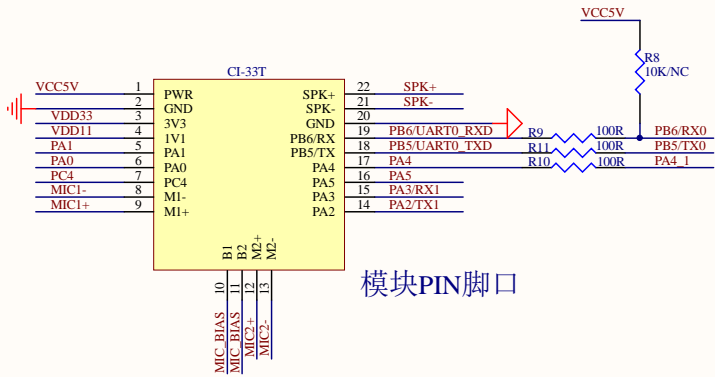 VCC5V
R8
10K/NC
CI-33T
VCC5V 1 PWR
2 GND
VDD33 3 3V3
VDD11 4 1V1
PA1 5 PA1
PA0 6 PA0
PC4 7 PC4
MIC1- 8 M1-
MIC1+ 9 M1+
SPK+ 22 SPK+
SPK- 21 SPK-
GND 20
PB6/RX 19 PB6/UART0_RXD R9 100R PB6/RX0
PB5/TX 18 PB5/UART0_TXD R11 100R PB5/TX0
PA4 17 PA4 R10 100R PA4_1
PA5 16 PA5
PA3 15 PA3/RX1
PA2 14 PA2/TX1
B1 10 MIC_BIAS
B2 11 MIC_BIAS
M2+ 12 MIC2+
M2- 13 MIC2-
模块PIN脚口